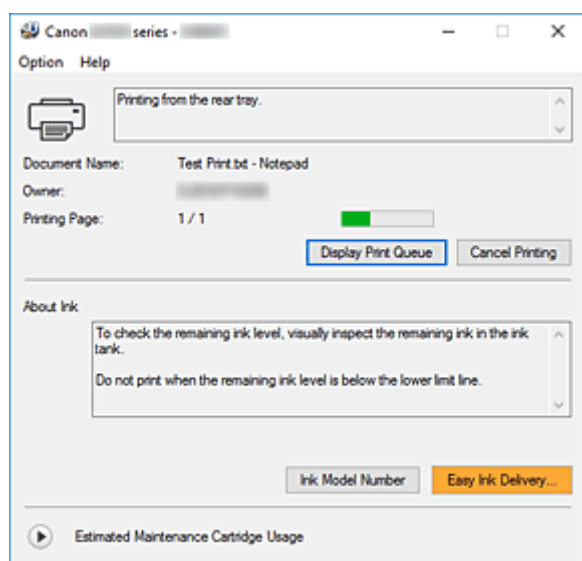 Canon series -
Option Help
Printing from the rear tray.
Document Name: Test Print.txt - Notepad
Owner:
Printing Page: 1 / 1
Display Print Queue Cancel Printing
About Ink
To check the remaining ink level, visually inspect the remaining ink in the ink
tank.
Do not print when the remaining ink level is below the lower limit line.
Ink Model Number Easy Ink Delivery...
Estimated Maintenance Cartridge Usage